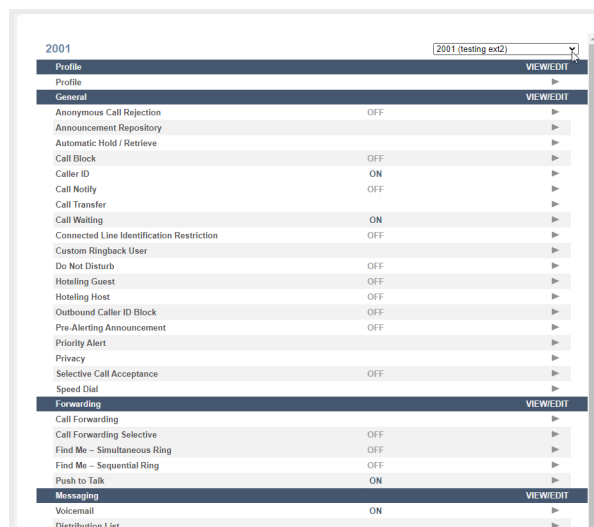 2001 2001 (testing ext2)
Profile VIEW/EDIT
Profile
General VIEW/EDIT
Anonymous Call Rejection OFF
Announcement Repository
Automatic Hold / Retrieve
Call Block OFF
Caller ID ON
Call Notify OFF
Call Transfer
Call Waiting ON
Connected Line Identification Restriction OFF
Custom Ringback User
Do Not Disturb OFF
Hoteling Guest OFF
Hoteling Host OFF
Outbound Caller ID Block OFF
Pre-Alerting Announcement OFF
Priority Alert
Privacy
Selective Call Acceptance OFF
Speed Dial
Forwarding VIEW/EDIT
Call Forwarding
Call Forwarding Selective OFF
Find Me – Simultaneous Ring OFF
Find Me – Sequential Ring OFF
Push to Talk ON
Messaging VIEW/EDIT
Voicemail ON
Distribution List